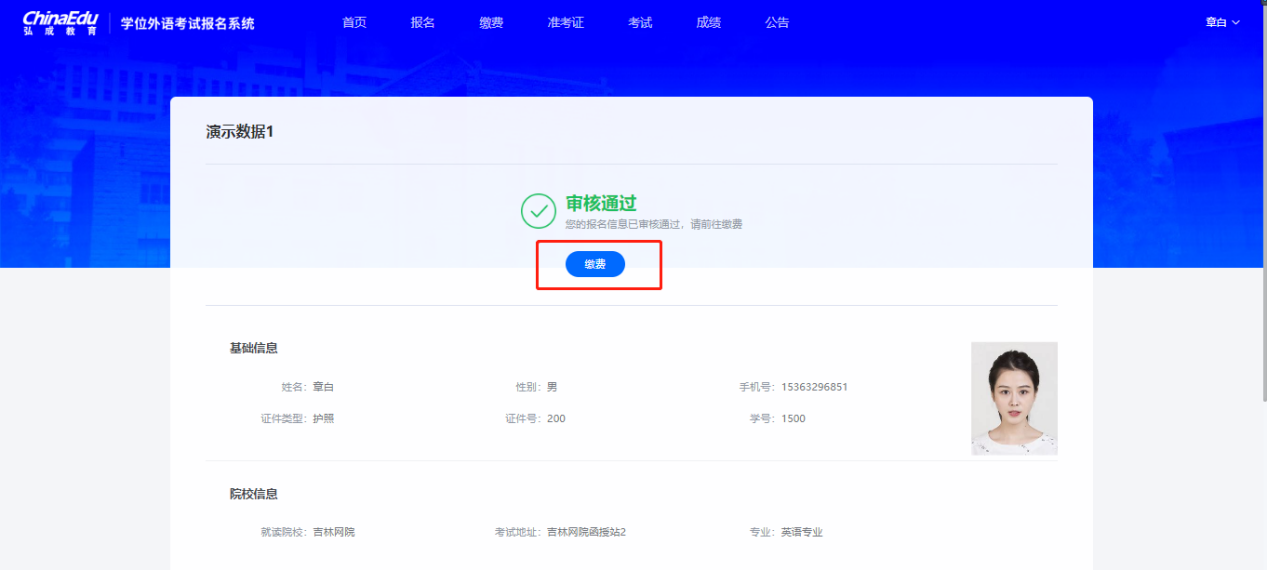 ChinaEdu 学位外语考试报名系统 首页 报名 缴费 准考证 考试 成绩 公告 章白
弘成教育
演示数据1
审核通过
您的报名信息已审核通过，请前往缴费
缴费
基础信息
姓名：章白 性别：男 手机号：15363296851
证件类型：护照 证件号：200 学号：1500
院校信息
就读院校：吉林网院 考试地址：吉林网院函授站2 专业：英语专业